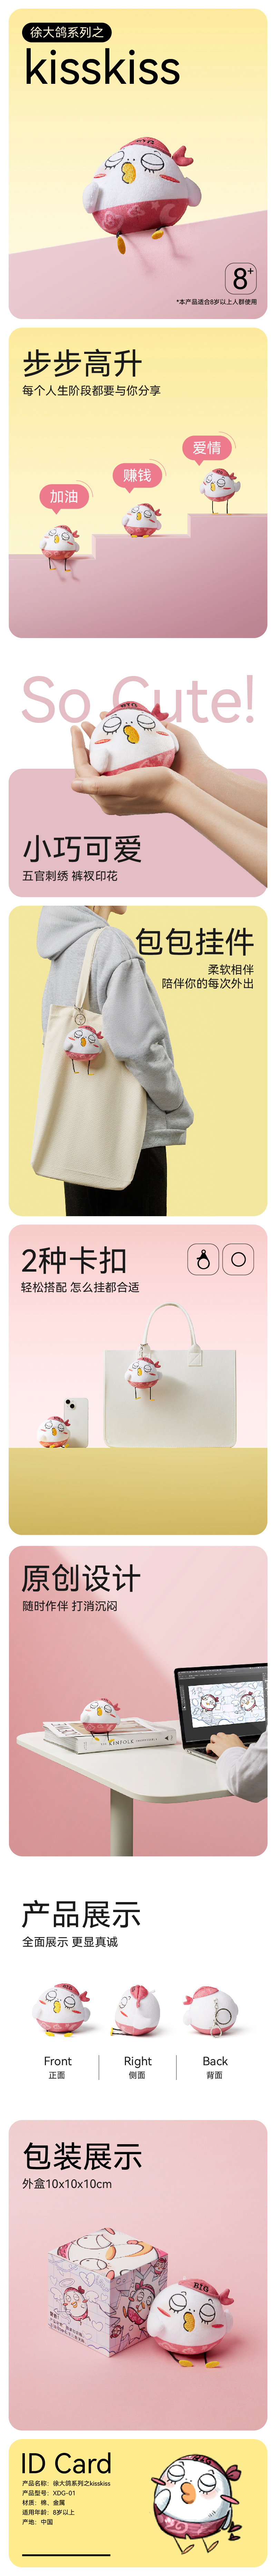 徐大鸽系列之
kisskiss
8+
*本产品适合8岁以上人群使用
步步高升
每个人生阶段都要与你分享
爱情
赚钱
加油
So Cute!
BIG
小巧可爱
五官刺绣 裤衩印花
包包挂件
柔软相伴
陪伴你的每次外出
2种卡扣
轻松搭配 怎么挂都合适
原创设计
随时作伴 打消沉闷
KINFOLK
产品展示
全面展示 更显真诚
Front
Right
Back
正面
侧面
背面
包装展示
外盒10x10x10cm
BIG
ID Card
产品名称：徐大鸽系列之kisskiss
产品型号：XDG-01
材质：棉、金属
适用年龄：8岁以上
产地：中国
BIG